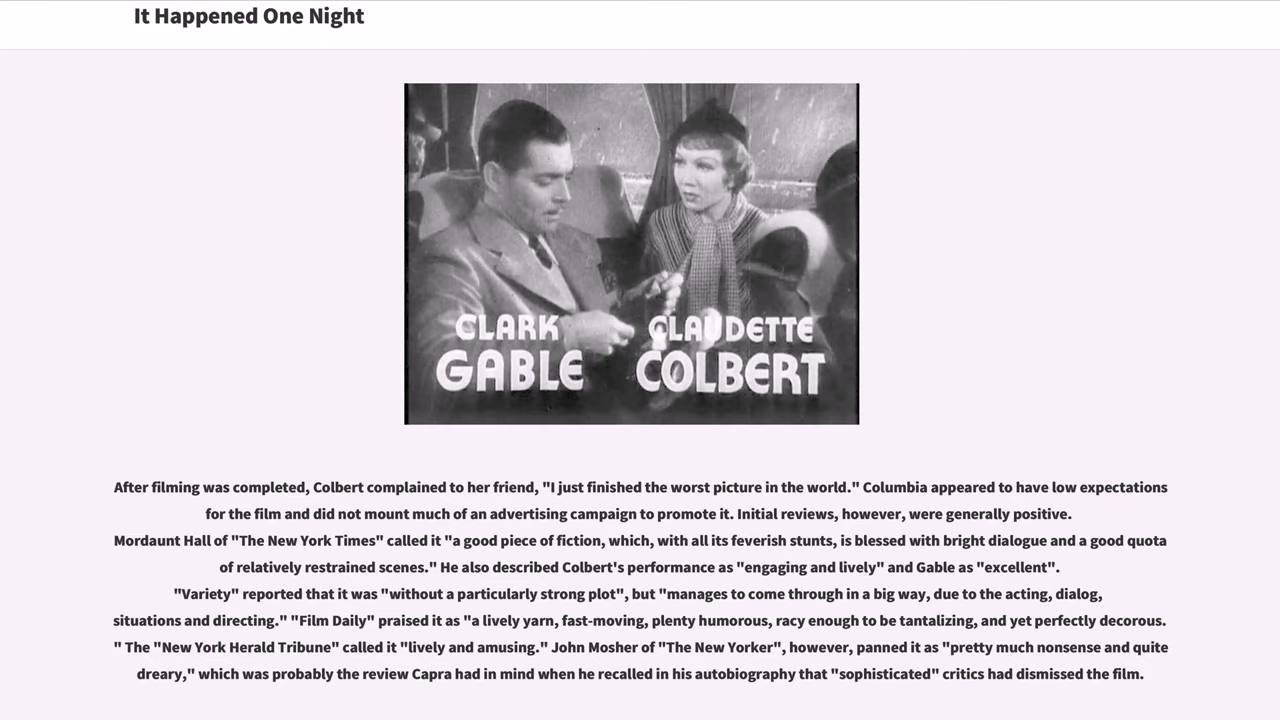 It Happened One Night
CLARK CLAUDETTE
GABLE COLBERT
After filming was completed, Colbert complained to her friend, "I just finished the worst picture in the world." Columbia appeared to have low expectations
for the film and did not mount much of an advertising campaign to promote it. Initial reviews, however, were generally positive.
Mordaunt Hall of "The New York Times" called it "a good piece of fiction, which, with all its feverish stunts, is blessed with bright dialogue and a good quota
of relatively restrained scenes." He also described Colbert's performance as "engaging and lively" and Gable as "excellent".
"Variety" reported that it was "without a particularly strong plot", but "manages to come through in a big way, due to the acting, dialog,
situations and directing." "Film Daily" praised it as "a lively yarn, fast-moving, plenty humorous, racy enough to be tantalizing, and yet perfectly decorous.
" The "New York Herald Tribune" called it "lively and amusing." John Mosher of "The New Yorker", however, panned it as "pretty much nonsense and quite
dreary," which was probably the review Capra had in mind when he recalled in his autobiography that "sophisticated" critics had dismissed the film.